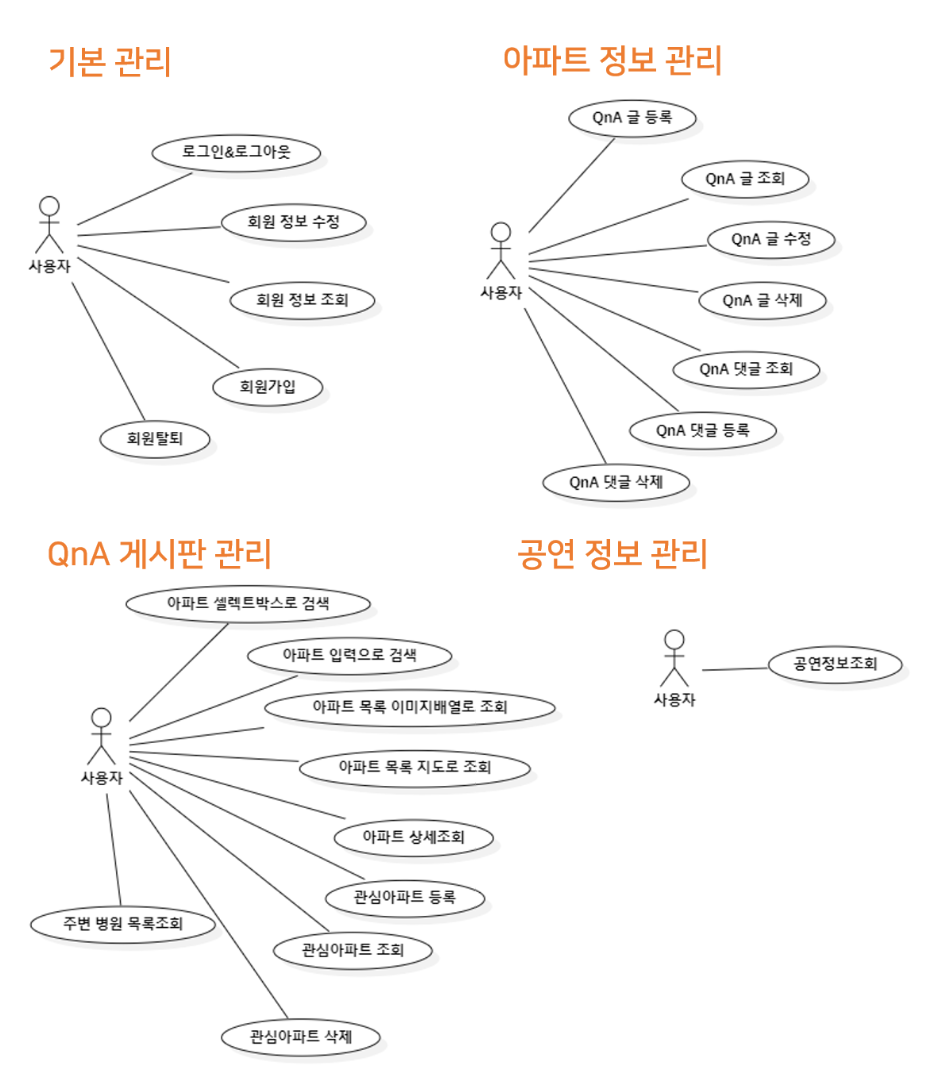 기본 관리
로그인&로그아웃
회원 정보 수정
사용자
회원 정보 조회
회원가입
회원탈퇴
아파트 정보 관리
QnA 글 등록
QnA 글 조회
QnA 글 수정
사용자
QnA 글 삭제
QnA 댓글 조회
QnA 댓글 등록
QnA 댓글 삭제
QnA 게시판 관리
아파트 셀렉트박스로 검색
아파트 입력으로 검색
아파트 목록 이미지배열로 조회
아파트 목록 지도로 조회
사용자
아파트 상세조회
관심아파트 등록
주변 병원 목록조회
관심아파트 조회
관심아파트 삭제
공연 정보 관리
공연정보조회
사용자